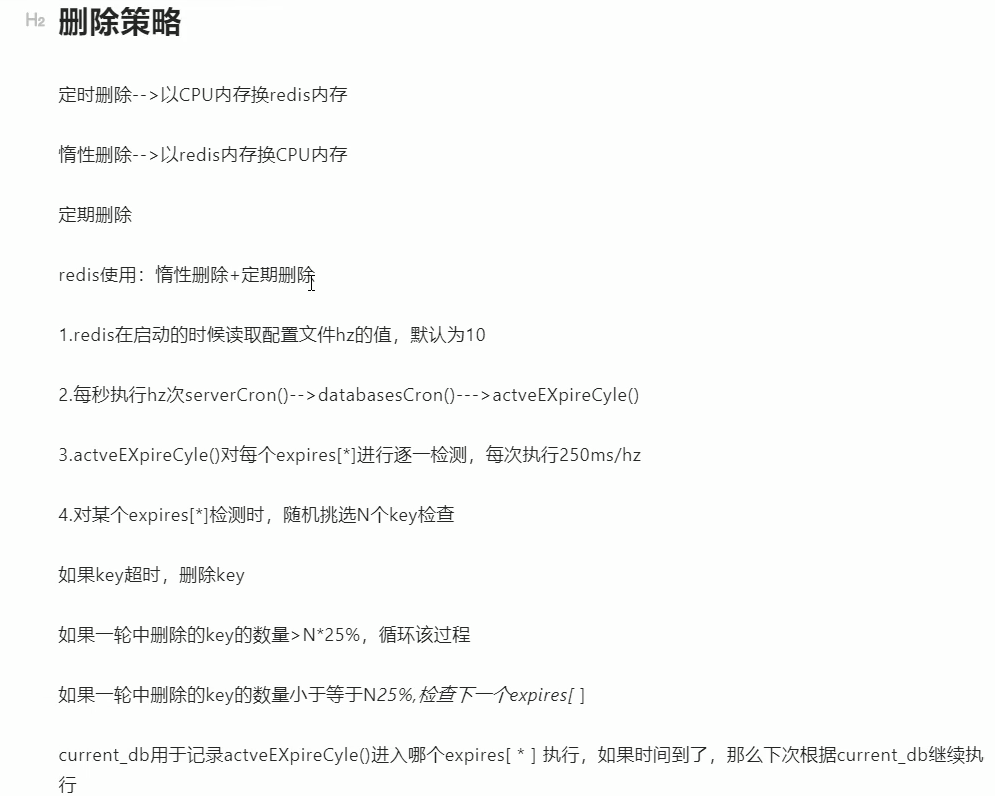 H2 删除策略
定时删除-->以CPU内存换redis内存
惰性删除-->以redis内存换CPU内存
定期删除
redis使用：惰性删除+定期删除
1.redis在启动的时候读取配置文件hz的值，默认为10
2.每秒执行hz次serverCron()-->databasesCron()--->actveEXpireCyle()
3.actveEXpireCyle()对每个expires[*]进行逐一检测，每次执行250ms/hz
4.对某个expires[*]检测时，随机挑选N个key检查
如果key超时，删除key
如果一轮中删除的key的数量>N*25%，循环该过程
如果一轮中删除的key的数量小于等于N25%,检查下一个expires[ ]
current_db用于记录actveEXpireCyle()进入哪个expires[ * ] 执行，如果时间到了，那么下次根据current_db继续执
行